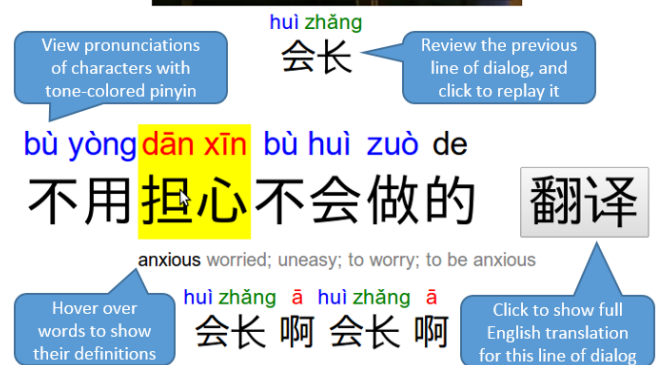 huì zhǎng
会长
View pronunciations
of characters with
tone-colored pinyin
Review the previous
line of dialog, and
click to replay it
bù yòng dān xīn bù huì zuò de
不用担心不会做的
翻译
anxious worried; uneasy; to worry; to be anxious
Hover over
words to show
their definitions
huì zhǎng ā huì zhǎng ā
会长 啊 会长 啊
Click to show full
English translation
for this line of dialog